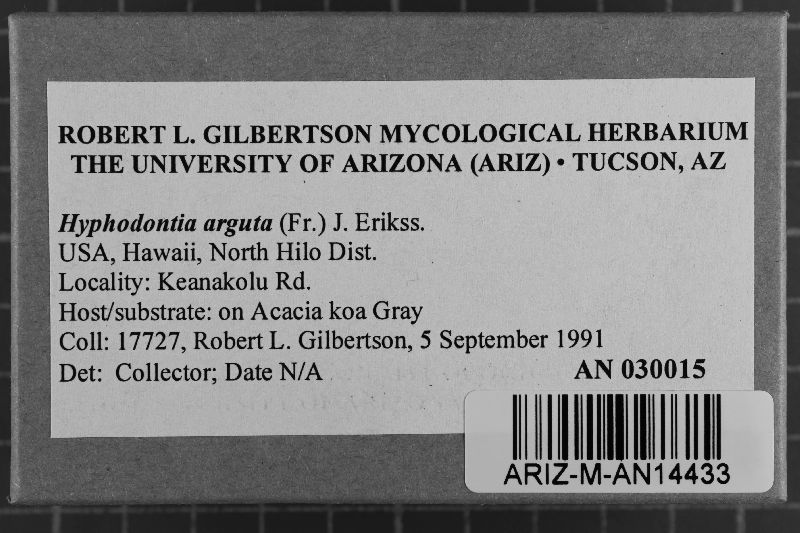 ROBERT L. GILBERTSON MYCOLOGICAL HERBARIUM
THE UNIVERSITY OF ARIZONA (ARIZ) • TUCSON, AZ
Hyphodontia arguta (Fr.) J. Erikss.
USA, Hawaii, North Hilo Dist.
Locality: Keanakolu Rd.
Host/substrate: on Acacia koa Gray
Coll: 17727, Robert L. Gilbertson, 5 September 1991
Det: Collector; Date N/A
AN 030015
ARIZ-M-AN14433